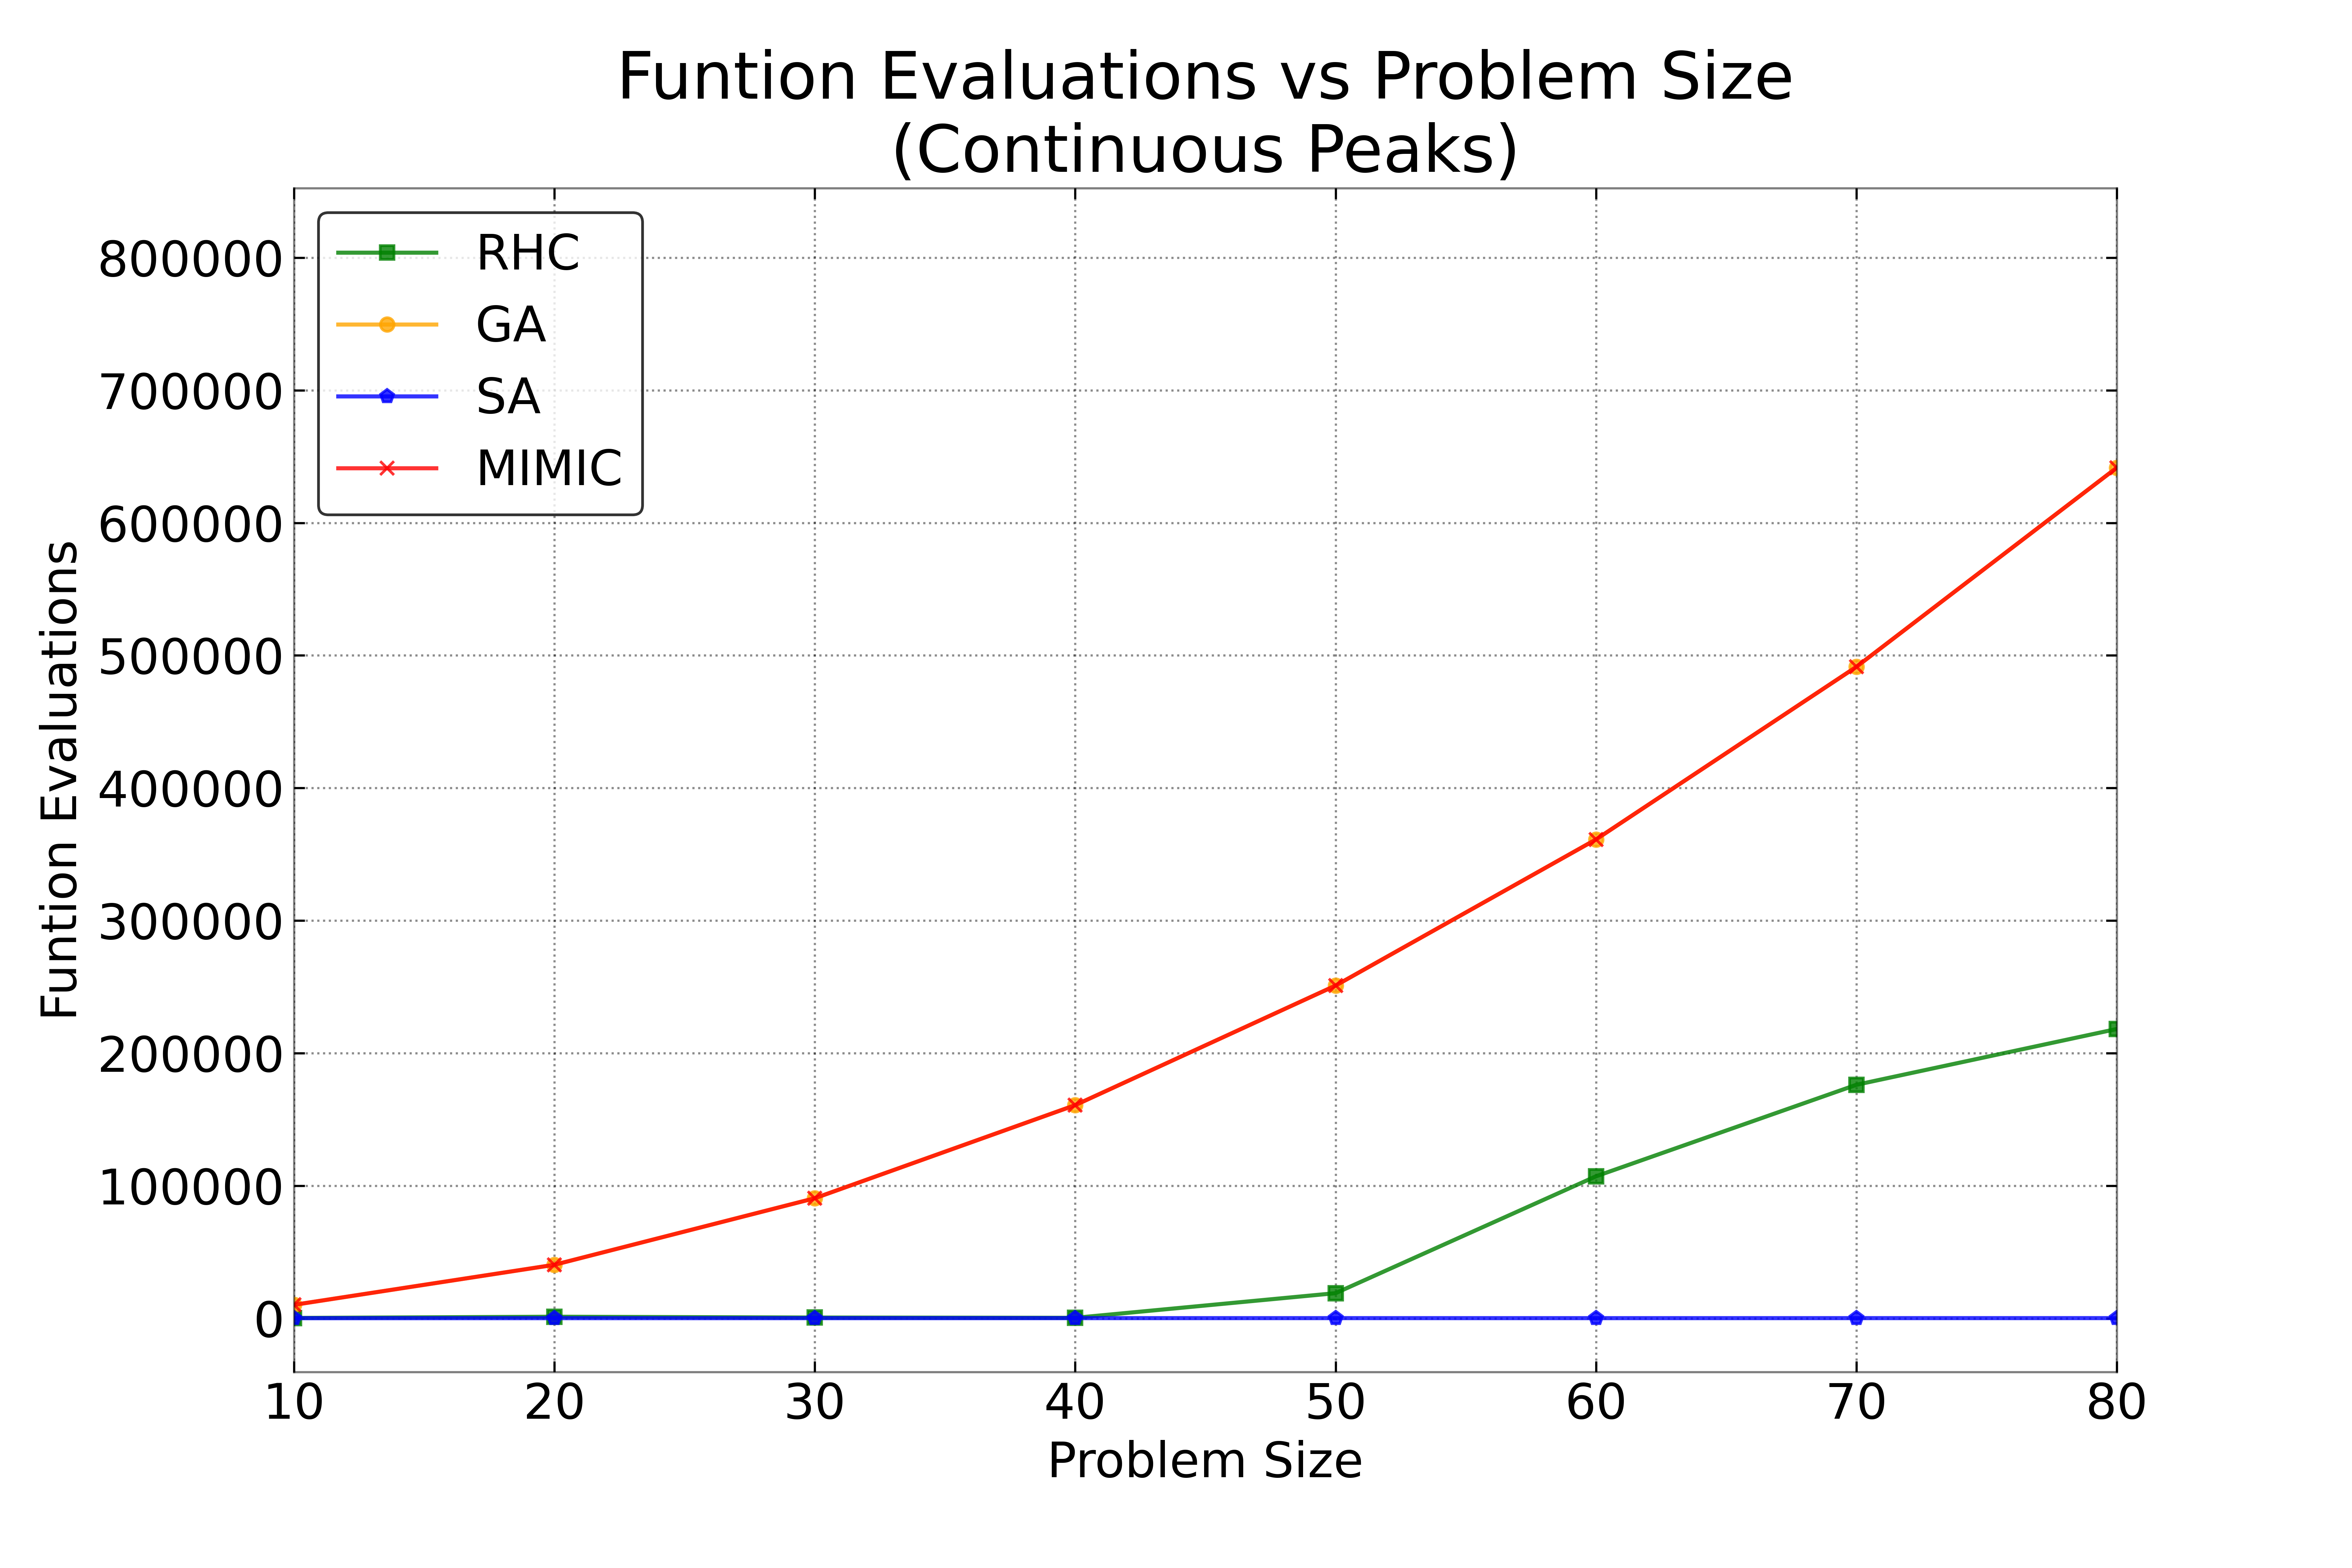 Funtion Evaluations vs Problem Size
(Continuous Peaks)
RHC
GA
SA
MIMIC
Funtion Evaluations
800000
700000
600000
500000
400000
300000
200000
100000
0
10 20 30 40 50 60 70 80
Problem Size